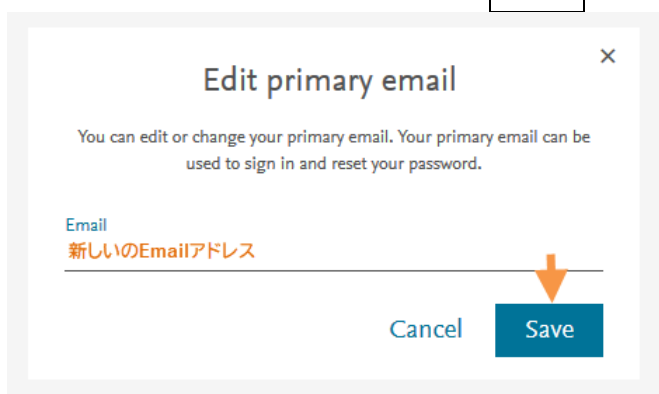 ×
Edit primary email
You can edit or change your primary email. Your primary email can be
used to sign in and reset your password.
Email
新しいのEmailアドレス
Cancel Save